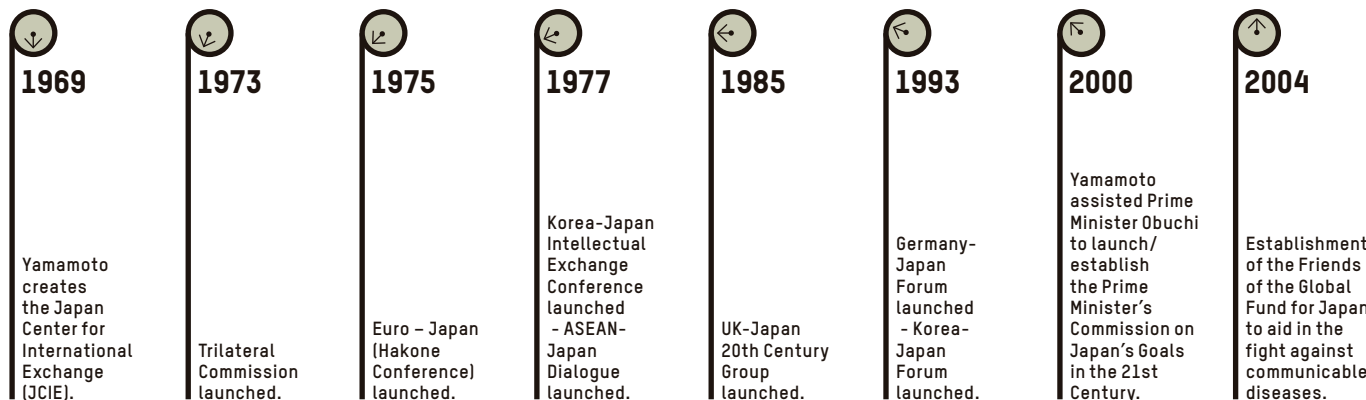 1969
Yamamoto
creates
the Japan
Center for
International
Exchange
(JCIE).
1973
Trilateral
Commission
launched.
1975
Euro – Japan
(Hakone
Conference)
launched.
1977
Korea-Japan
Intellectual
Exchange
Conference
launched
- ASEAN-
Japan
Dialogue
launched.
1985
UK-Japan
20th Century
Group
launched.
1993
Germany-
Japan
Forum
launched
- Korea-
Japan
Forum
launched.
2000
Yamamoto
assisted Prime
Minister Obuchi
to launch/
establish
the Prime
Minister's
Commission on
Japan's Goals
in the 21st
Century.
2004
Establishment
of the Friends
of the Global
Fund for Japan
to aid in the
fight against
communicable
diseases.